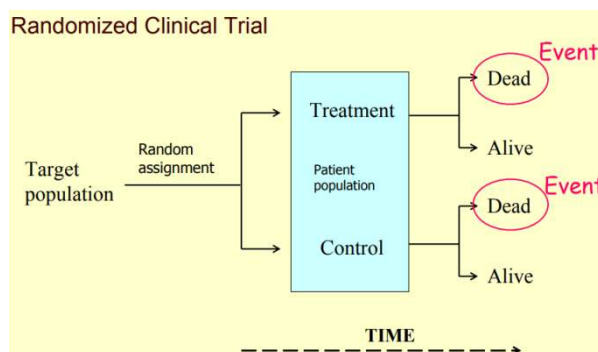 Randomized Clinical Trial
Event
Dead
Treatment
Random
assignment
Alive
Target
population
Patient
population
Event
Dead
Control
Alive
TIME